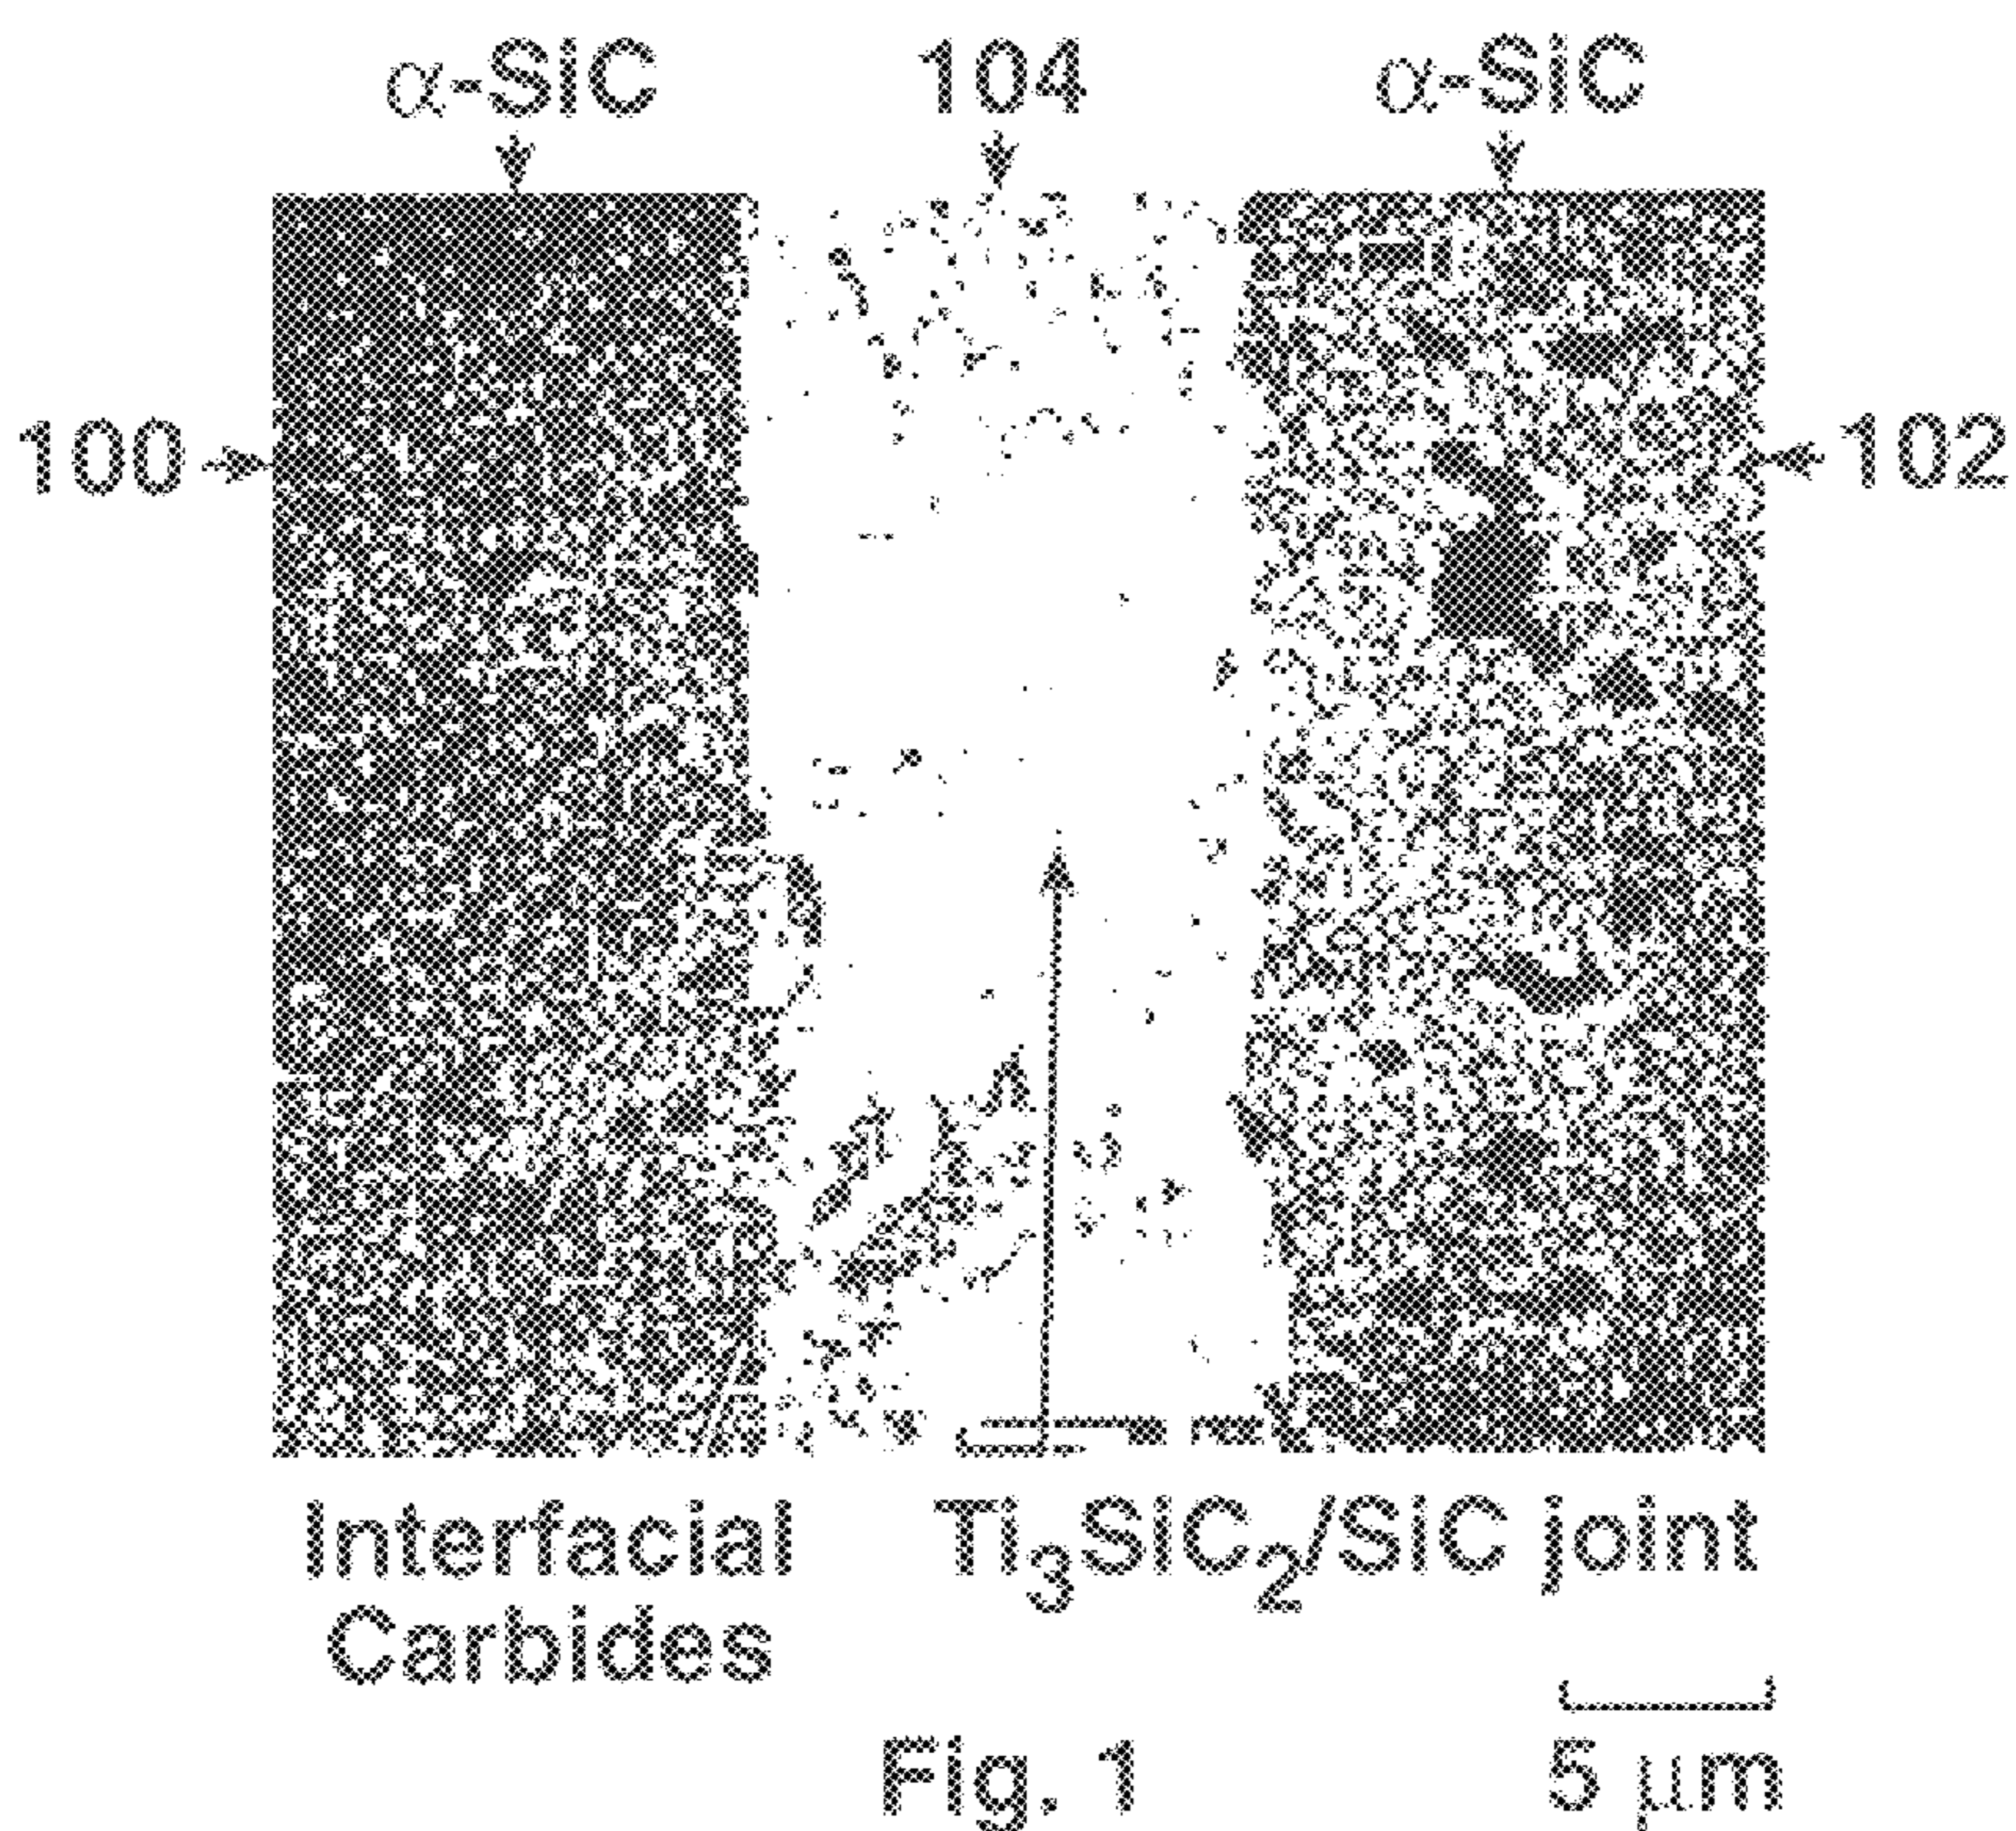 α-SiC 104 α-SiC
100 102
Interfacial Ti₃SiC₂/SiC joint
Carbides
Fig. 1 5 μm